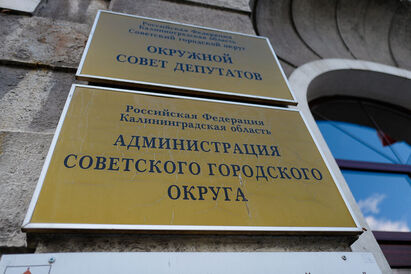 Российская Федерация
Калининградская область
Советский городской округ
ОКРУЖНОЙ
СОВЕТ ДЕПУТАТОВ
Российская Федерация
Калининградская область
АДМИНИСТРАЦИЯ
СОВЕТСКОГО ГОРОДСКОГО
ОКРУГА